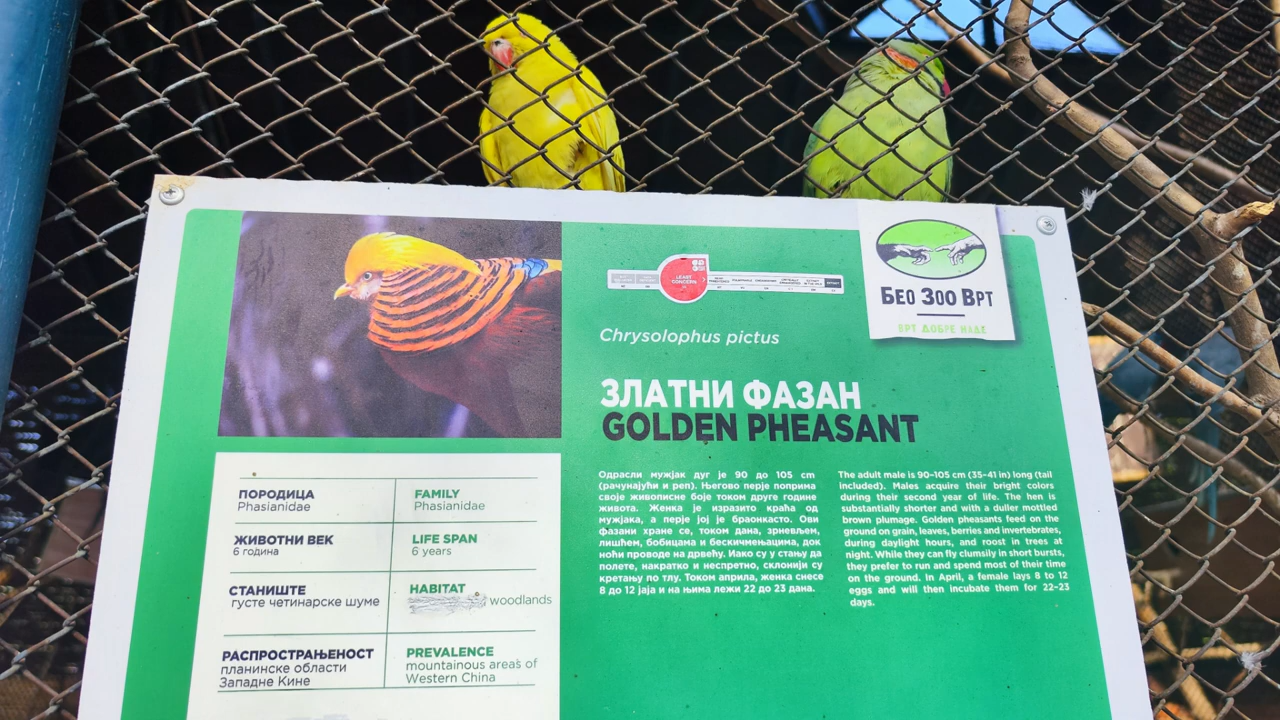 LEAST
CONCERN
Chrysolophus pictus
БЕО ЗОО ВРТ
ВРТ ДОБРЕ НАДЕ
ЗЛАТНИ ФАЗАН
GOLDEN PHEASANT
Одрасли мужјак дуг је 90 до 105 cm
(рачунајући и реп). Његово перје поприма
своје живописне боје током друге године
живота. Женка је изразито краћа од
мужјака, а перје јој је браонкасто. Ови
фазани хране се, током дана, зрневљем,
лишћем, бобицама и бескичмењацима, док
ноћи проводе на дрвећу. Иако су у стању да
полете, накратко и неспретно, склонији су
кретању по тлу. Током априла, женка снесе
8 до 12 јаја и на њима лежи 22 до 23 дана.
The adult male is 90–105 cm (35–41 in) long (tail
included). Males acquire their bright colors
during their second year of life. The hen is
substantially shorter and with a duller mottled
brown plumage. Golden pheasants feed on the
ground on grain, leaves, berries and invertebrates,
during daylight hours, and roost in trees at
night. While they can fly clumsily in short bursts,
they prefer to run and spend most of their time
on the ground. In April, a female lays 8 to 12
eggs and will then incubate them for 22–23
days.
ПОРОДИЦА
Phasianidae
FAMILY
Phasianidae
ЖИВОТНИ ВЕК
6 година
LIFE SPAN
6 years
СТАНИШТЕ
густе четинарске шуме
HABITAT
woodlands
РАСПРОСТРАЊЕНОСТ
планинске области
Западне Кине
PREVALENCE
mountainous areas of
Western China